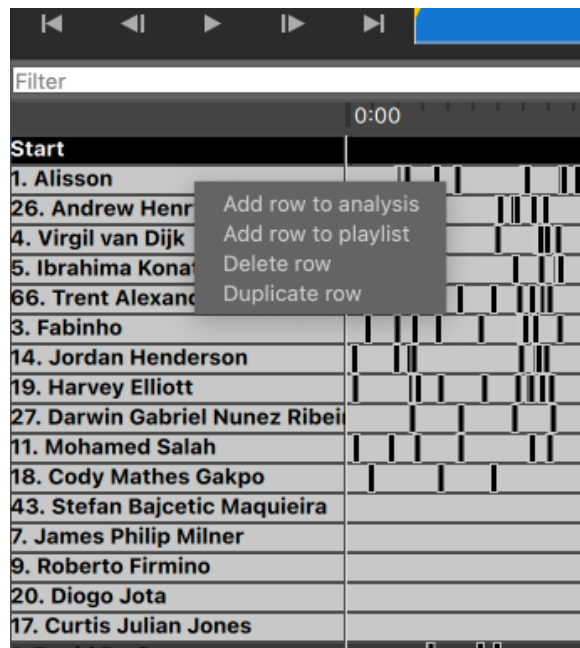 Filter
0:00
Start
1. Alisson
26. Andrew Henr
Add row to analysis
4. Virgil van Dijk
Add row to playlist
5. Ibrahima Konat
Delete row
66. Trent Alexand
Duplicate row
3. Fabinho
14. Jordan Henderson
19. Harvey Elliott
27. Darwin Gabriel Nunez Ribei
11. Mohamed Salah
18. Cody Mathes Gakpo
43. Stefan Bajcetic Maquieira
7. James Philip Milner
9. Roberto Firmino
20. Diogo Jota
17. Curtis Julian Jones